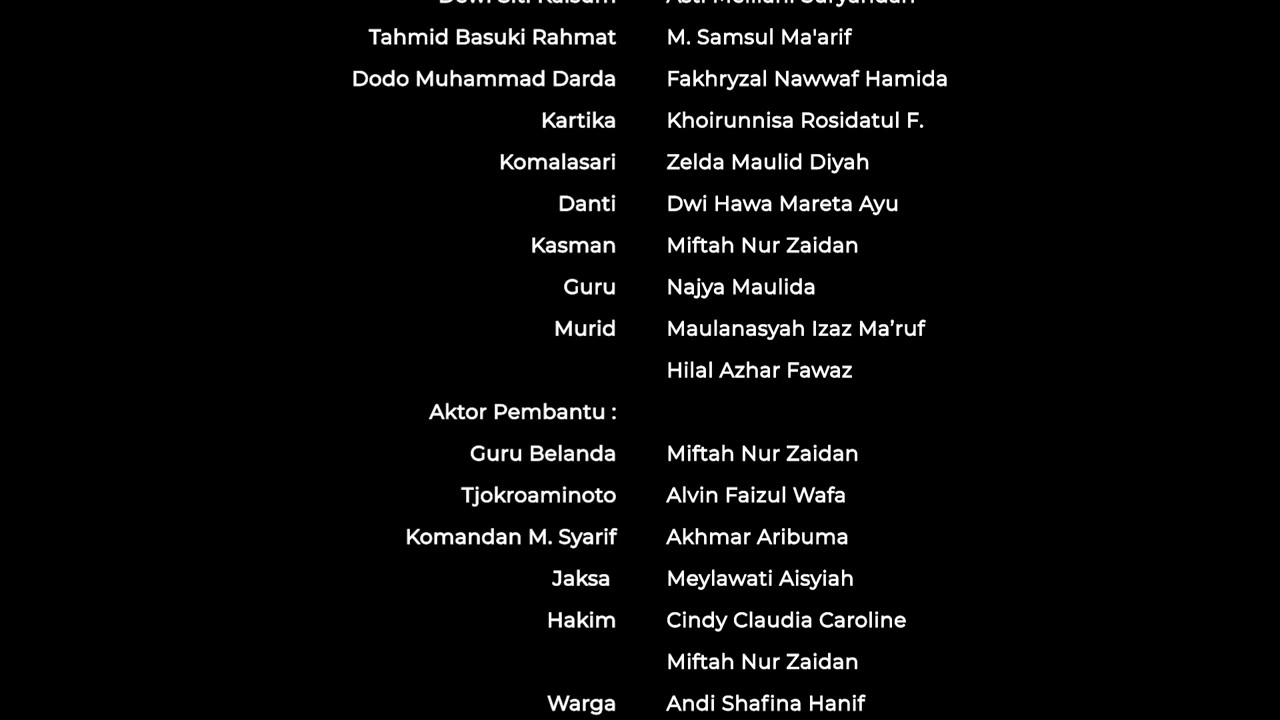 Tahmid Basuki Rahmat M. Samsul Ma'arif
Dodo Muhammad Darda Fakhryzal Nawwaf Hamida
Kartika Khoirunnisa Rosidatul F.
Komalasari Zelda Maulid Diyah
Danti Dwi Hawa Mareta Ayu
Kasman Miftah Nur Zaidan
Guru Najya Maulida
Murid Maulanasyah Izaz Ma’ruf
Hilal Azhar Fawaz
Aktor Pembantu :
Guru Belanda Miftah Nur Zaidan
Tjokroaminoto Alvin Faizul Wafa
Komandan M. Syarif Akhmar Aribuma
Jaksa Meylawati Aisyiah
Hakim Cindy Claudia Caroline
Miftah Nur Zaidan
Warga Andi Shafina Hanif